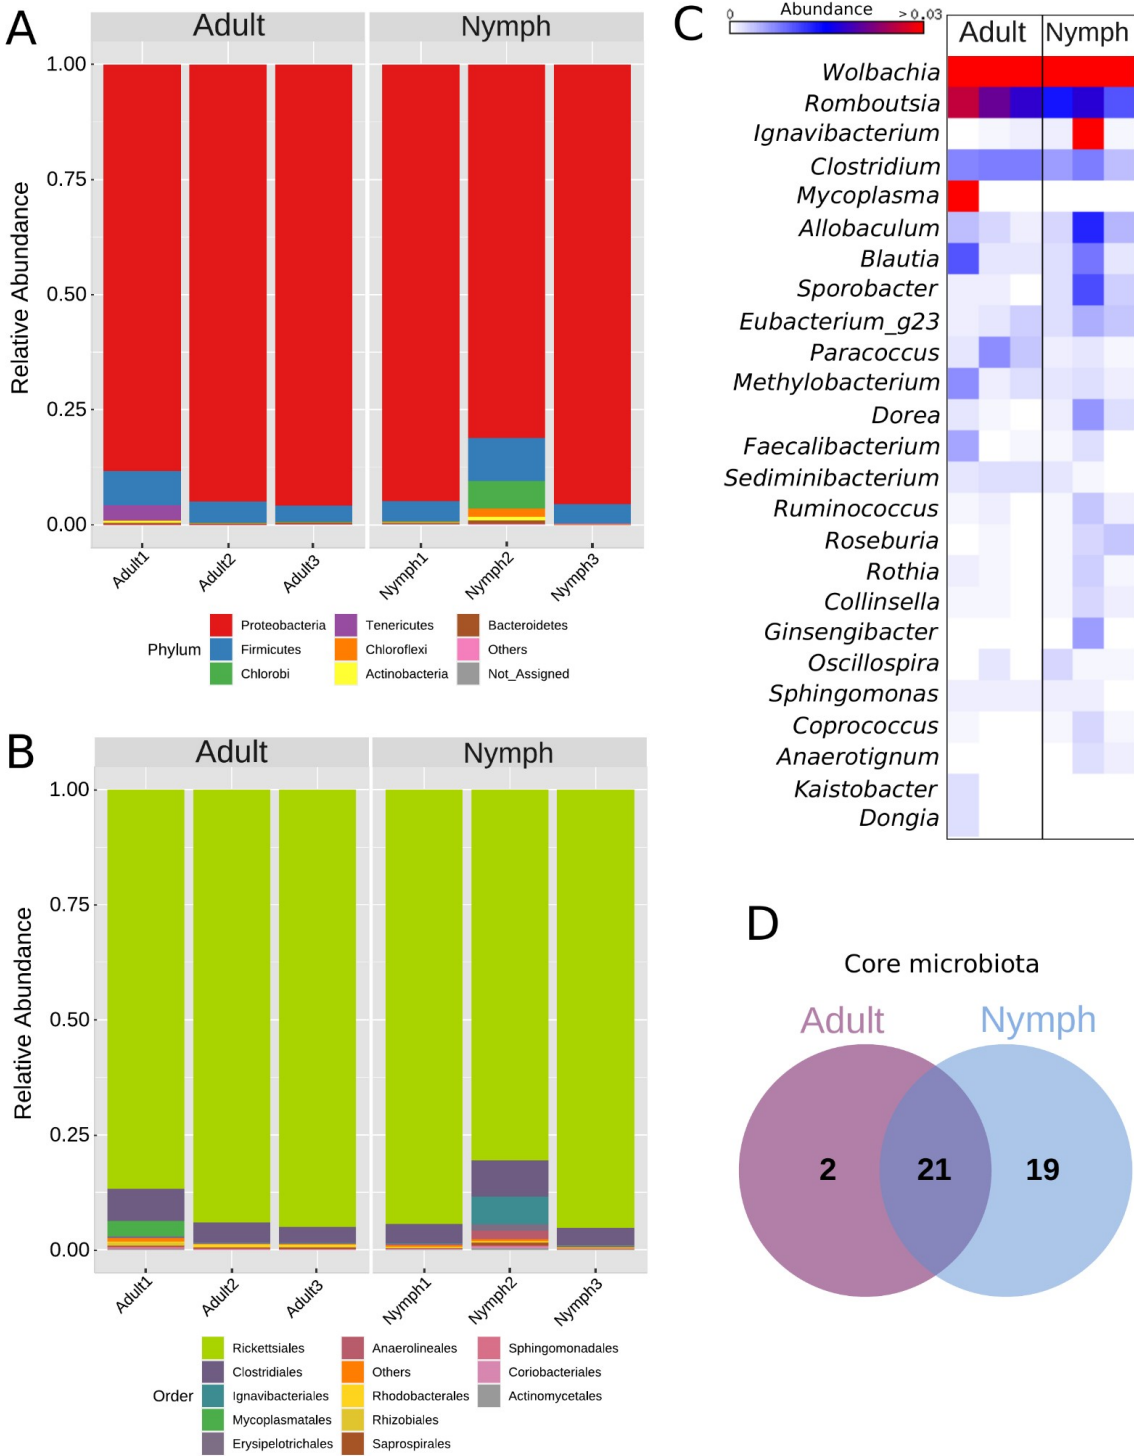 A
Adult Nymph
1.00
0.75
0.50
0.25
0.00
Relative Abundance
Adult1 Adult2 Adult3 Nymph1 Nymph2 Nymph3
Phylum
Proteobacteria Tenericutes Bacteroidetes
Firmicutes Chloroflexi Others
Chlorobi Actinobacteria Not_Assigned
B
Adult Nymph
1.00
0.75
0.50
0.25
0.00
Relative Abundance
Adult1 Adult2 Adult3 Nymph1 Nymph2 Nymph3
Order
Rickettsiales Anaerolineales Sphingomonadales
Clostridiales Others Coriobacteriales
Ignavibacteriales Rhodobacterales Actinomycetales
Mycoplasmatales Rhizobiales
Erysipelotrichales Saprospirales
C
Abundance
0 >0.03
Adult Nymph
Wolbachia
Romboutsia
Ignavibacterium
Clostridium
Mycoplasma
Allobaculum
Blautia
Sporobacter
Eubacterium_g23
Paracoccus
Methylobacterium
Dorea
Faecalibacterium
Sediminibacterium
Ruminococcus
Roseburia
Rothia
Collinsella
Ginsengibacter
Oscillospira
Sphingomonas
Coprococcus
Anaerotignum
Kaistobacter
Dongia
D
Core microbiota
Adult Nymph
2 21 19